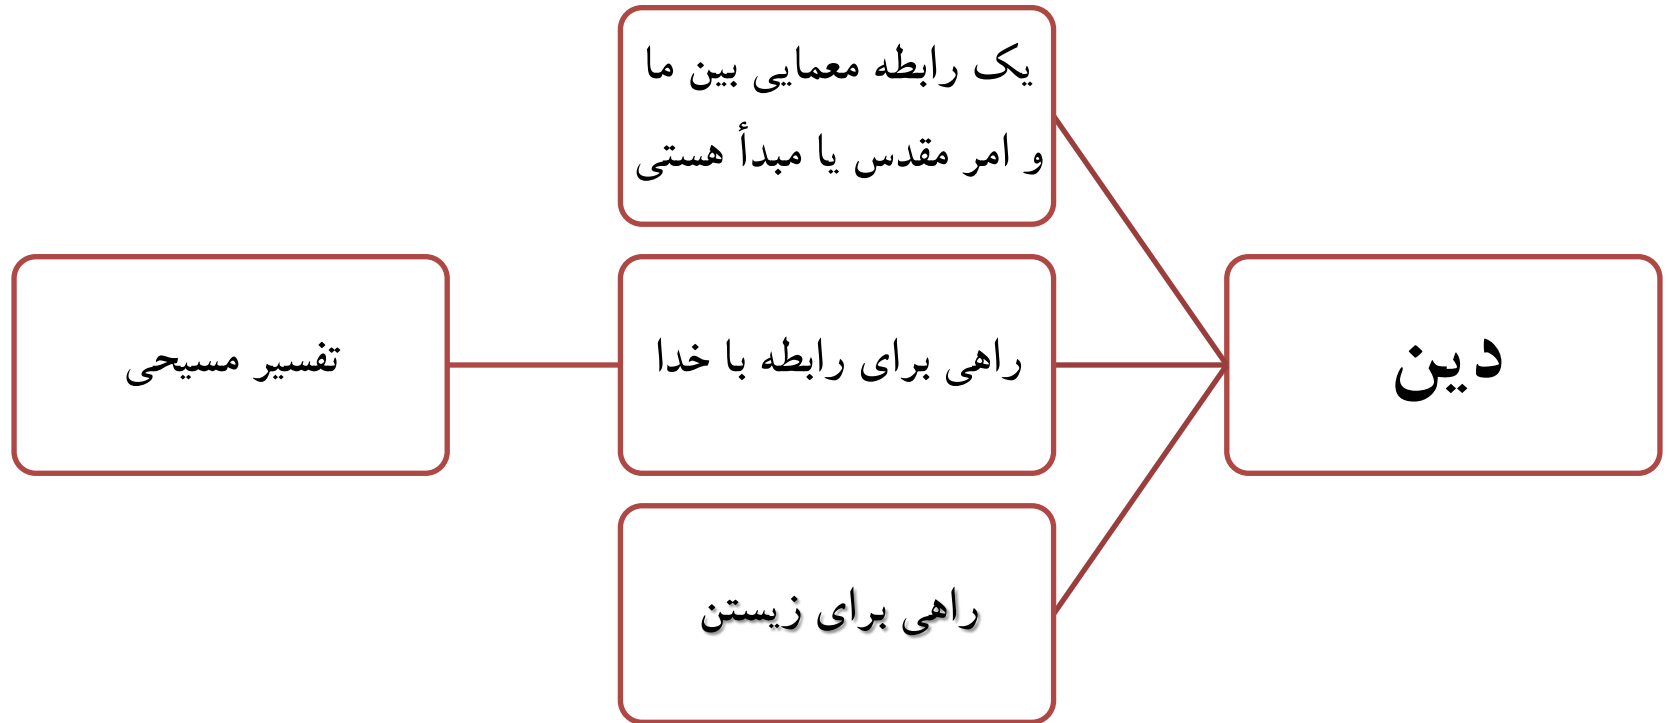 دین
یک رابطه معمایی بین ما
و امر مقدس یا مبدأ هستی
راهی برای رابطه با خدا
تفسیر مسیحی
راهی برای زیستن